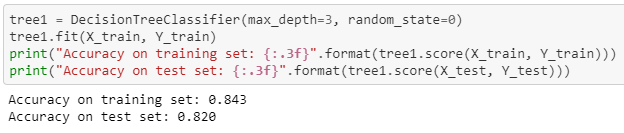 tree1 = DecisionTreeClassifier(max_depth=3, random_state=0)
tree1.fit(X_train, Y_train)
print("Accuracy on training set: {:.3f}".format(tree1.score(X_train, Y_train)))
print("Accuracy on test set: {:.3f}".format(tree1.score(X_test, Y_test)))
Accuracy on training set: 0.843
Accuracy on test set: 0.820